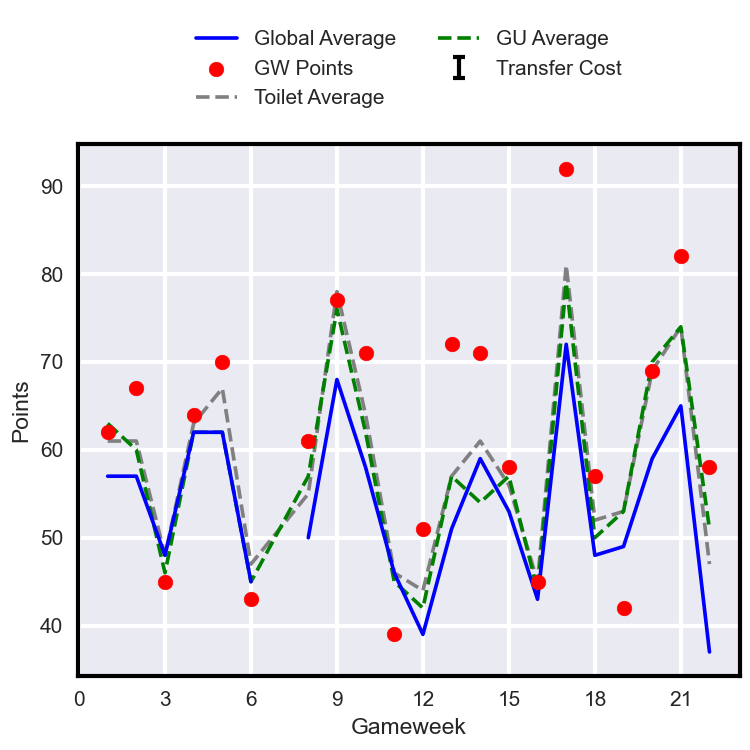 Global Average
GW Points
Toilet Average
GU Average
Transfer Cost
90
80
70
60
50
40
Points
0 3 6 9 12 15 18 21
Gameweek